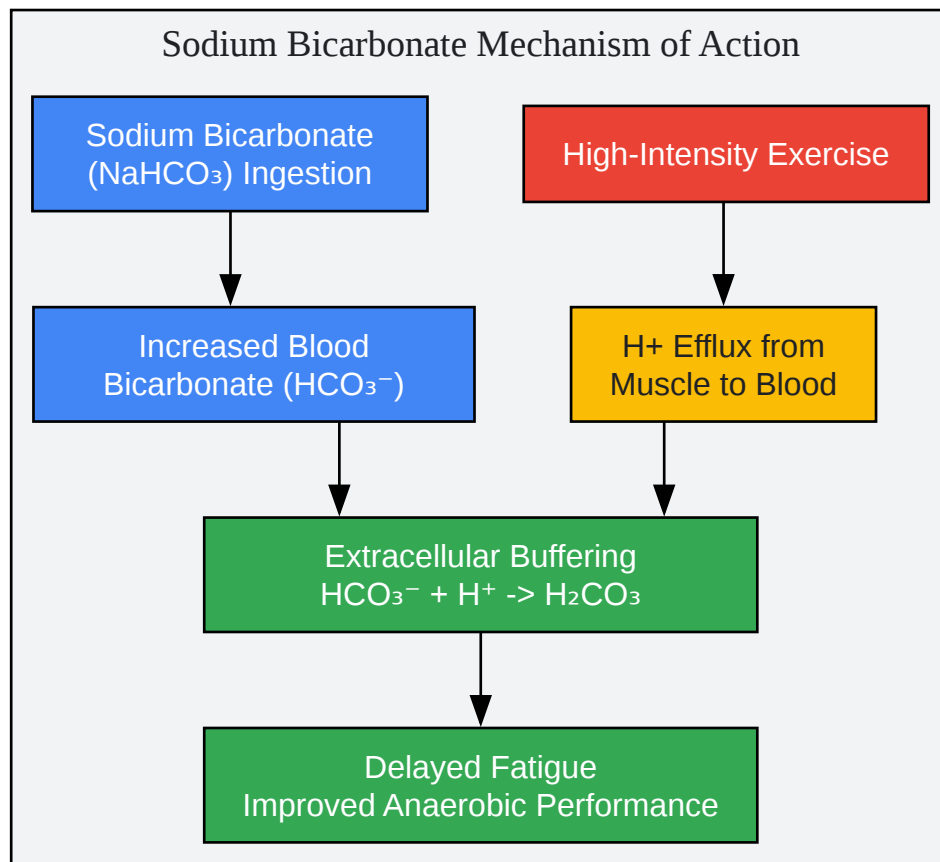 Sodium Bicarbonate Mechanism of Action
Sodium Bicarbonate
(NaHCO₃) Ingestion
High-Intensity Exercise
Increased Blood
Bicarbonate (HCO₃⁻)
H+ Efflux from
Muscle to Blood
Extracellular Buffering
HCO₃⁻ + H⁺ -> H₂CO₃
Delayed Fatigue
Improved Anaerobic Performance